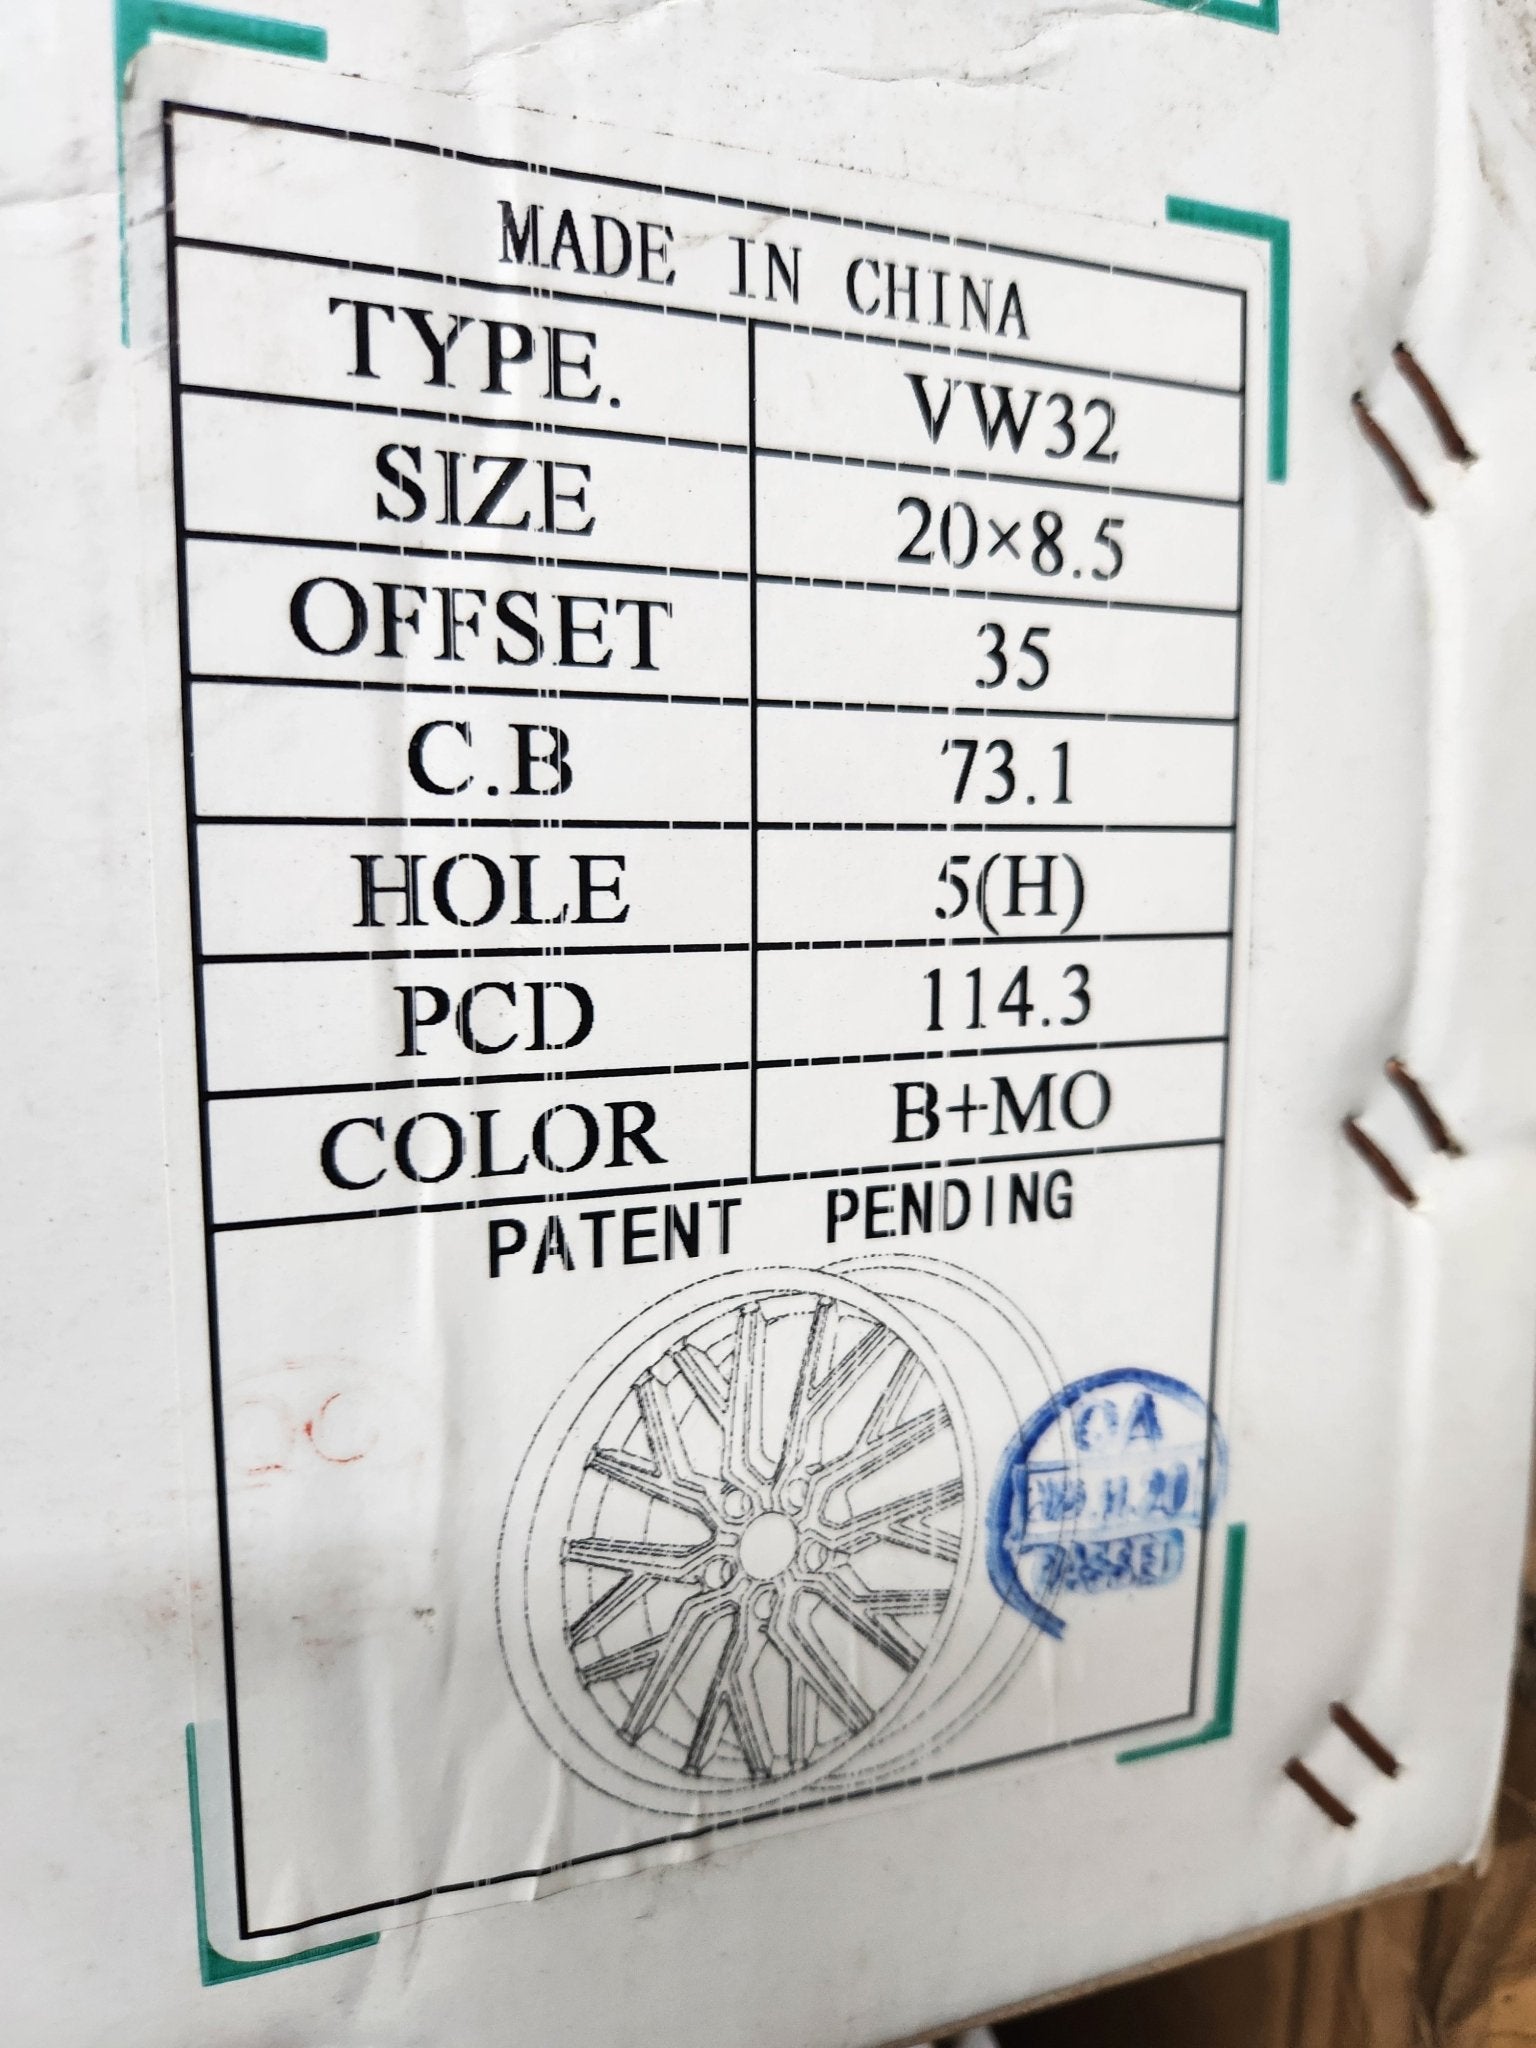 MADE IN CHINA
TYPE. VW32
SIZE 20×8.5
OFFSET 35
C.B 73.1
HOLE 5(H)
PCD 114.3
COLOR B+MO
PATENT PENDING
QA
PASSED